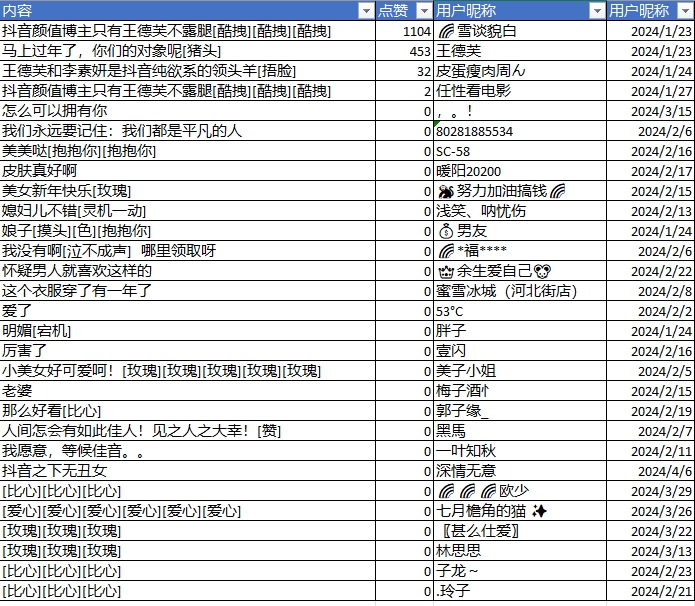 内容 点赞 用户昵称 用户昵称
抖音颜值博主只有王德芙不露腿[酷拽][酷拽][酷拽] 1104 🌈雪谈貌白 2024/1/23
马上过年了，你们的对象呢[猪头] 453 王德芙 2024/1/23
王德芙和李素妍是抖音纯欲系的领头羊[捂脸] 32 皮蛋瘦肉周ん 2024/1/24
抖音颜值博主只有王德芙不露腿[酷拽][酷拽][酷拽] 2 任性看电影 2024/1/27
怎么可以拥有你 0 ，。！ 2024/3/15
我们永远要记住：我们都是平凡的人 0 80281885534 2024/2/6
美美哒[抱抱你][抱抱你] 0 SC-58 2024/2/16
皮肤真好啊 0 暖阳20200 2024/2/17
美女新年快乐[玫瑰] 0 努力加油搞钱🌈 2024/2/15
媳妇儿不错[灵机一动] 0 浅笑、呐忧伤 2024/2/13
娘子[摸头][色][抱抱你] 0 💰男友 2024/1/24
我没有啊[泣不成声] 哪里领取呀 0 🌈*福**** 2024/2/6
怀疑男人就喜欢这样的 0 👑余生爱自己🐭 2024/2/22
这个衣服穿了有一年了 0 蜜雪冰城（河北街店） 2024/2/8
爱了 0 53°C 2024/2/2
明媚[宕机] 0 胖子 2024/1/24
厉害了 0 壹闪 2024/2/16
小美女好可爱呵！[玫瑰][玫瑰][玫瑰][玫瑰][玫瑰] 0 美子小姐 2024/2/5
老婆 0 梅子酒忄 2024/2/15
那么好看[比心] 0 郭子缘_ 2024/2/19
人间怎会有如此佳人！见之人之大幸！[赞] 0 黑馬 2024/2/7
我愿意，等候佳音。。 0 一叶知秋 2024/2/11
抖音之下无丑女 0 深情无意 2024/4/6
[比心][比心][比心] 0 🌈🌈🌈欧少 2024/3/29
[爱心][爱心][爱心][爱心][爱心][爱心] 0 七月檐角的猫✨ 2024/3/26
[玫瑰][玫瑰][玫瑰] 0 〖甚么仕爱〗 2024/3/22
[玫瑰][玫瑰][玫瑰] 0 林思思 2024/3/13
[比心][比心][比心] 0 子龙～ 2024/2/23
[比心][比心][比心] 0 .玲子 2024/2/21